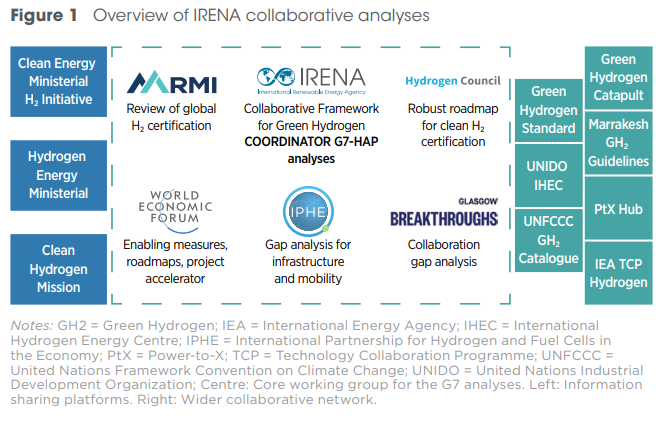 Figure 1 Overview of IRENA collaborative analyses
Clean Energy
Ministerial
H₂ Initiative
Hydrogen
Energy
Ministerial
Clean
Hydrogen
Mission
RMI
Review of global
H₂ certification
IRENA
International Renewable Energy Agency
Collaborative Framework
for Green Hydrogen
COORDINATOR G7-HAP
analyses
Hydrogen Council
Robust roadmap
for clean H₂
certification
WORLD
ECONOMIC
FORUM
Enabling measures,
roadmaps, project
accelerator
IPHE
Gap analysis for
infrastructure
and mobility
GLASGOW
BREAKTHROUGHS
Collaboration
gap analysis
Green
Hydrogen
Standard
UNIDO
IHEC
UNFCCC
GH₂
Catalogue
Green
Hydrogen
Catapult
Marrakesh
GH₂
Guidelines
PtX Hub
IEA TCP
Hydrogen
Notes: GH2 = Green Hydrogen; IEA = International Energy Agency; IHEC = International
Hydrogen Energy Centre; IPHE = International Partnership for Hydrogen and Fuel Cells in
the Economy; PtX = Power-to-X; TCP = Technology Collaboration Programme; UNFCCC =
United Nations Framework Convention on Climate Change; UNIDO = United Nations Industrial
Development Organization; Centre: Core working group for the G7 analyses. Left: Information
sharing platforms. Right: Wider collaborative network.